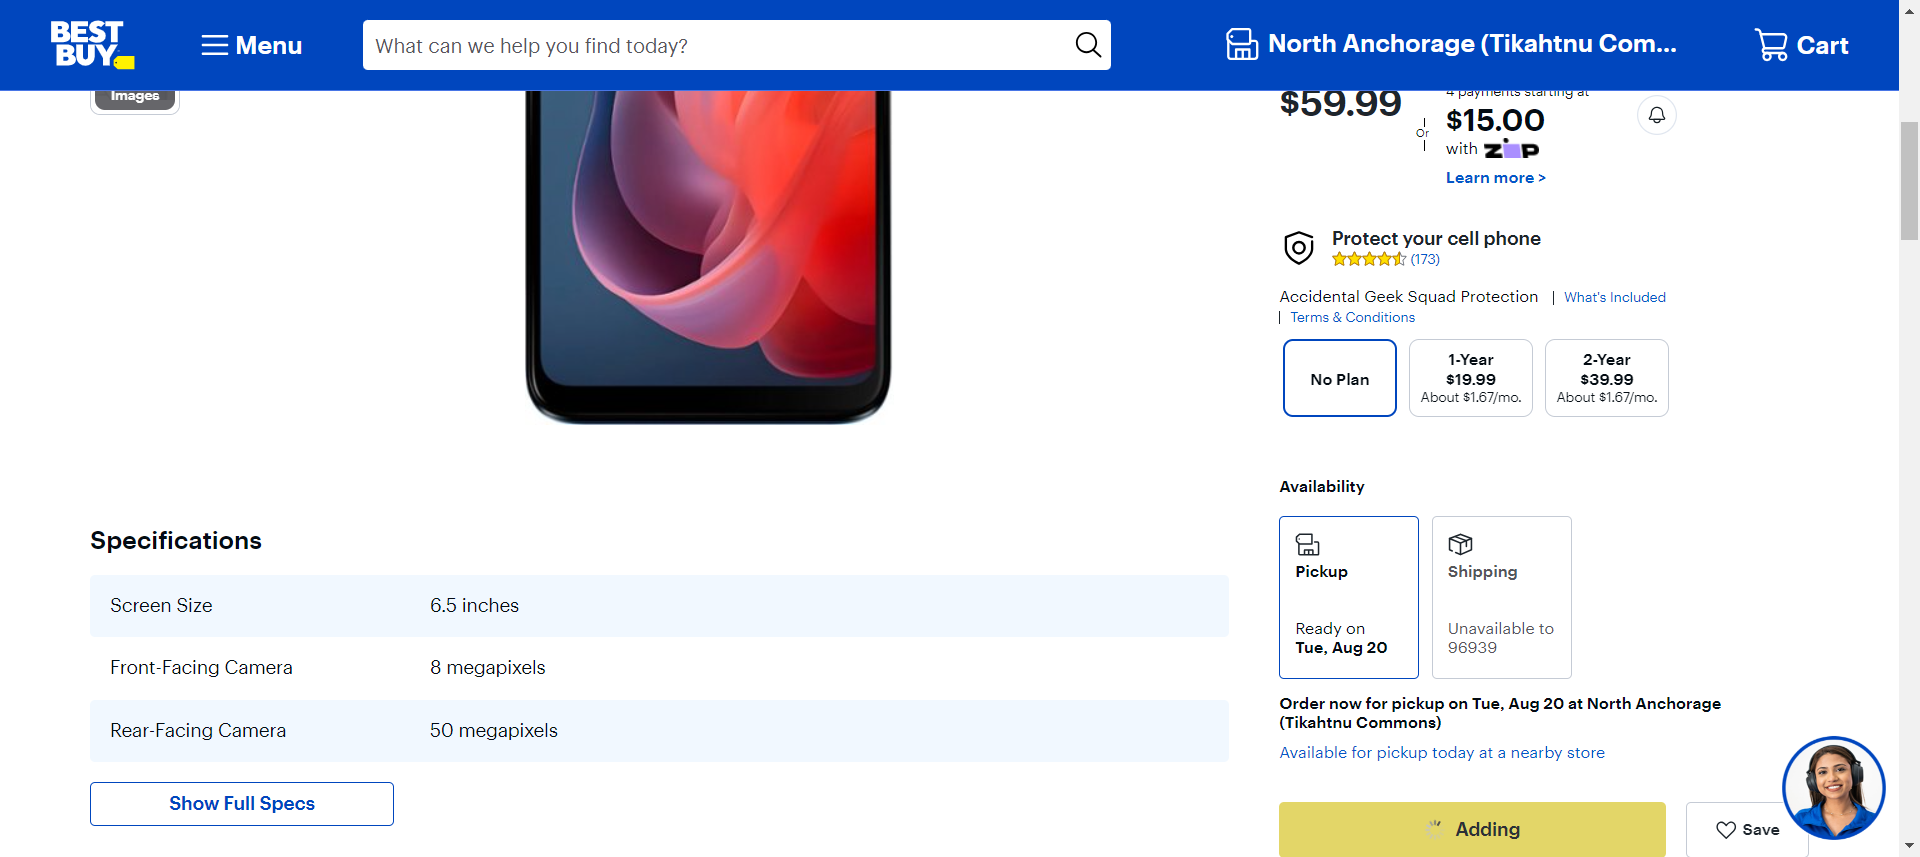 BEST
BUY
Menu
What can we help you find today?
North Anchorage (Tikahtnu Com...
Cart
Images
$59.99
4 payments starting at
Or
$15.00
with Zip
Learn more >
Protect your cell phone
(173)
Accidental Geek Squad Protection | What's Included
| Terms & Conditions
No Plan
1-Year
$19.99
About $1.67/mo.
2-Year
$39.99
About $1.67/mo.
Availability
Pickup
Ready on
Tue, Aug 20
Shipping
Unavailable to
96939
Specifications
Screen Size 6.5 inches
Front-Facing Camera 8 megapixels
Rear-Facing Camera 50 megapixels
Show Full Specs
Order now for pickup on Tue, Aug 20 at North Anchorage
(Tikahtnu Commons)
Available for pickup today at a nearby store
Adding
Save